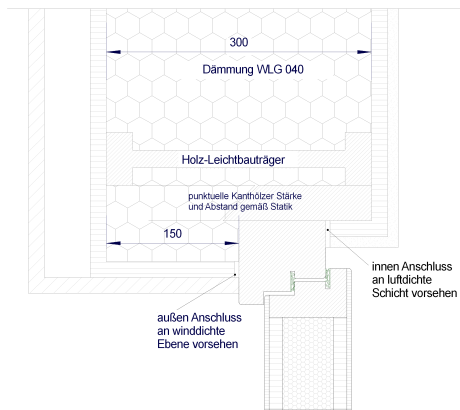 300
Dämmung WLG 040
Holz-Leichtbauträger
punktuelle Kanthölzer Stärke
und Abstand gemäß Statik
150
innen Anschluss
an luftdichte
Schicht vorsehen
außen Anschluss
an winddichte
Ebene vorsehen